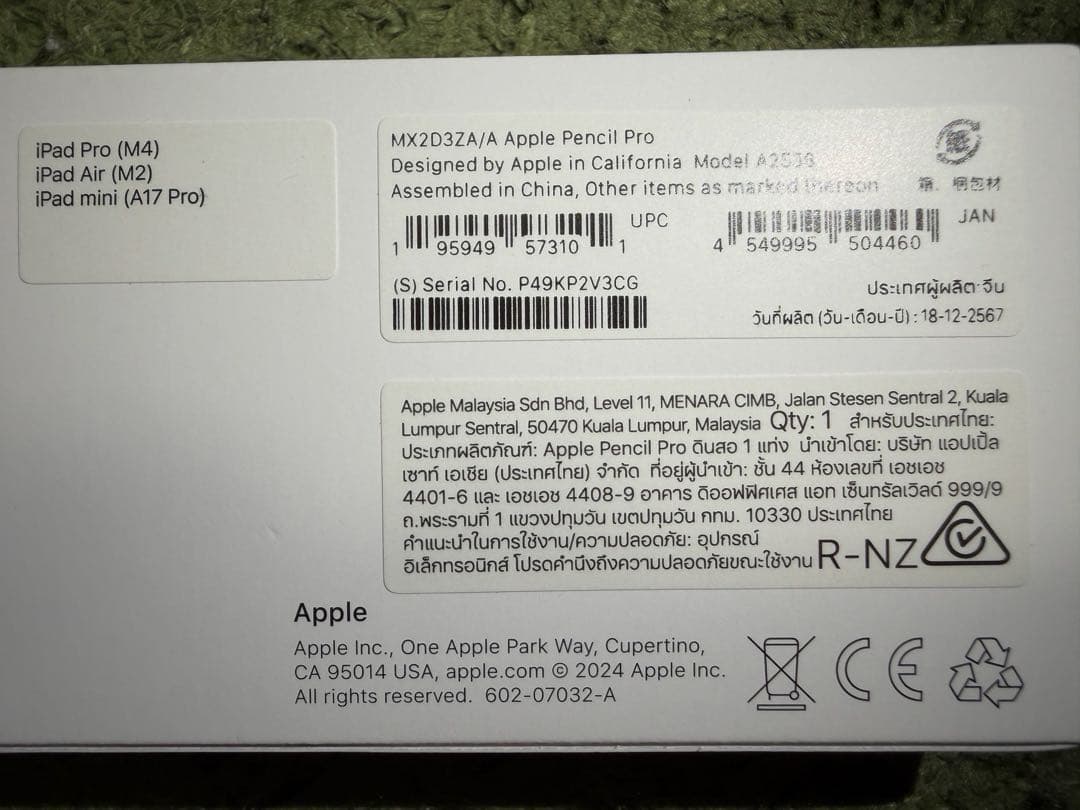 iPad Pro (M4)
iPad Air (M2)
iPad mini (A17 Pro)
MX2D3ZA/A Apple Pencil Pro
Designed by Apple in California Model
Assembled in China, Other items as marked thereon
箱、梱包材
1 95949 57310 1 UPC
4 549995 504460 JAN
(S) Serial No. P49KP2V3CG
ประเทศผู้ผลิต:จีน
วันที่ผลิต (วัน-เดือน-ปี) : 18-12-2567
Apple Malaysia Sdn Bhd, Level 11, MENARA CIMB, Jalan Stesen Sentral 2, Kuala
Lumpur Sentral, 50470 Kuala Lumpur, Malaysia Qty: 1 สำหรับประเทศไทย:
ประเภทผลิตภัณฑ์: Apple Pencil Pro ดินสอ 1 แท่ง นำเข้าโดย: บริษัท แอปเปิ้ล
เซาท์ เอเชีย (ประเทศไทย) จำกัด ที่อยู่ผู้นำเข้า: ชั้น 44 ห้องเลขที่ เอชเอช
4401-6 และ เอชเอช 4408-9 อาคาร ดิออฟฟิศเศส แอท เซ็นทรัลเวิลด์ 999/9
ถ.พระรามที่ 1 แขวงปทุมวัน เขตปทุมวัน กทม. 10330 ประเทศไทย
คำแนะนำในการใช้งาน/ความปลอดภัย: อุปกรณ์
อิเล็กทรอนิกส์ โปรดคำนึงถึงความปลอดภัยขณะใช้งาน R-NZ
Apple
Apple Inc., One Apple Park Way, Cupertino,
CA 95014 USA, apple.com © 2024 Apple Inc.
All rights reserved. 602-07032-A
CE